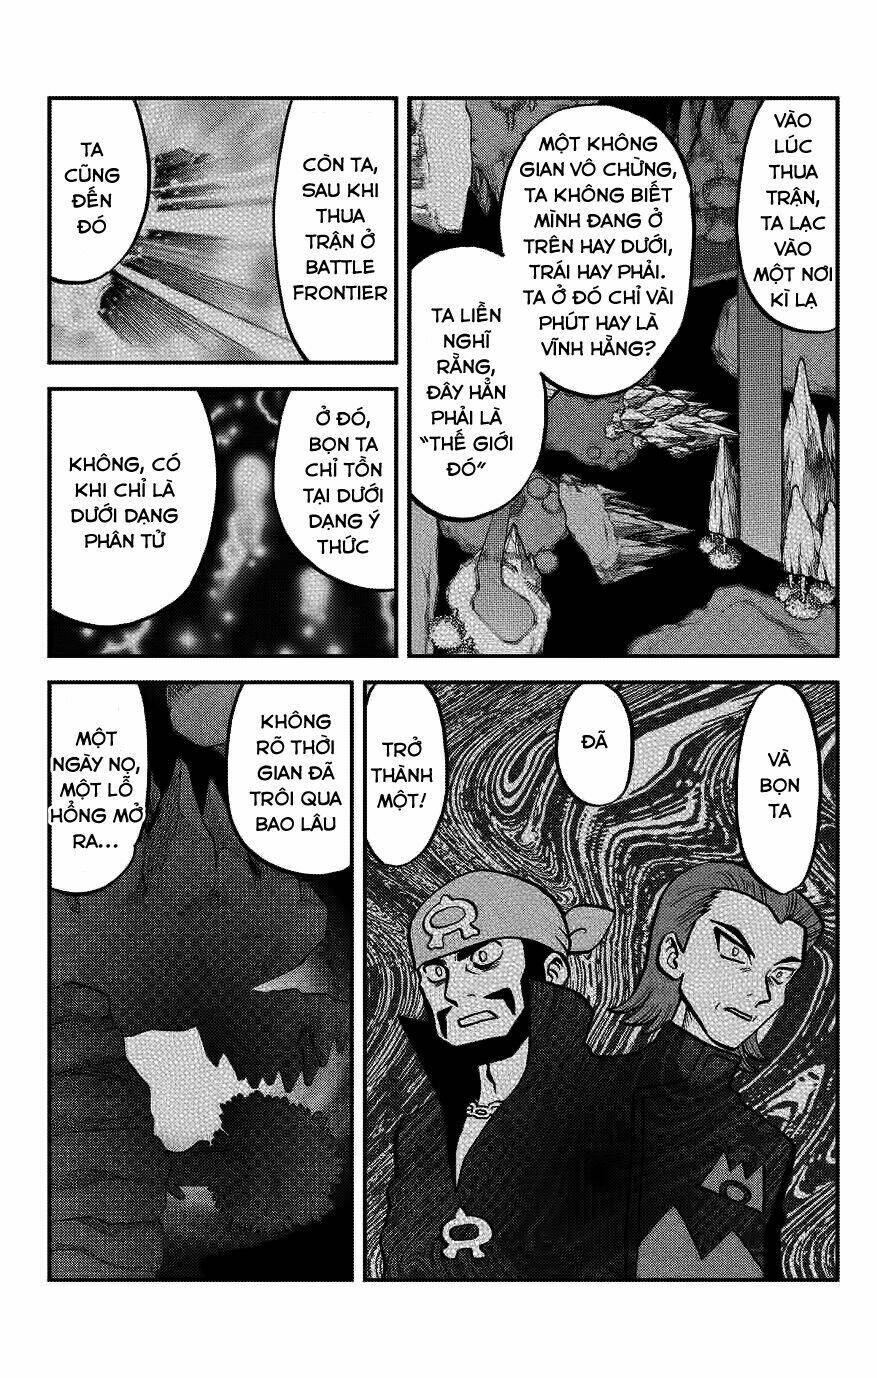 VÀO
LÚC
THUA
TRẬN,
TA LẠC
VÀO
MỘT NƠI
KÌ LẠ
MỘT KHÔNG
GIAN VÔ CHỪNG,
TA KHÔNG BIẾT
MÌNH ĐANG Ở
TRÊN HAY DƯỚI,
TRÁI HAY PHẢI.
TA Ở ĐÓ CHỈ VÀI
PHÚT HAY LÀ
VĨNH HẰNG?
TA LIỀN
NGHĨ
RẰNG,
ĐÂY HẲN
PHẢI LÀ
"THẾ GIỚI
ĐÓ"
CÒN TA,
SAU KHI
THUA
TRẬN Ở
BATTLE
FRONTIER
TA
CŨNG
ĐẾN
ĐÓ
Ở ĐÓ,
BỌN TA
CHỈ TỒN
TẠI DƯỚI
DẠNG Ý
THỨC
KHÔNG, CÓ
KHI CHỈ LÀ
DƯỚI DẠNG
PHÂN TỬ
VÀ
BỌN
TA
ĐÃ
TRỞ
THÀNH
MỘT!
KHÔNG
RÕ THỜI
GIAN ĐÃ
TRÔI QUA
BAO LÂU
MỘT
NGÀY NỌ,
MỘT LỖ
HỔNG MỞ
RA...